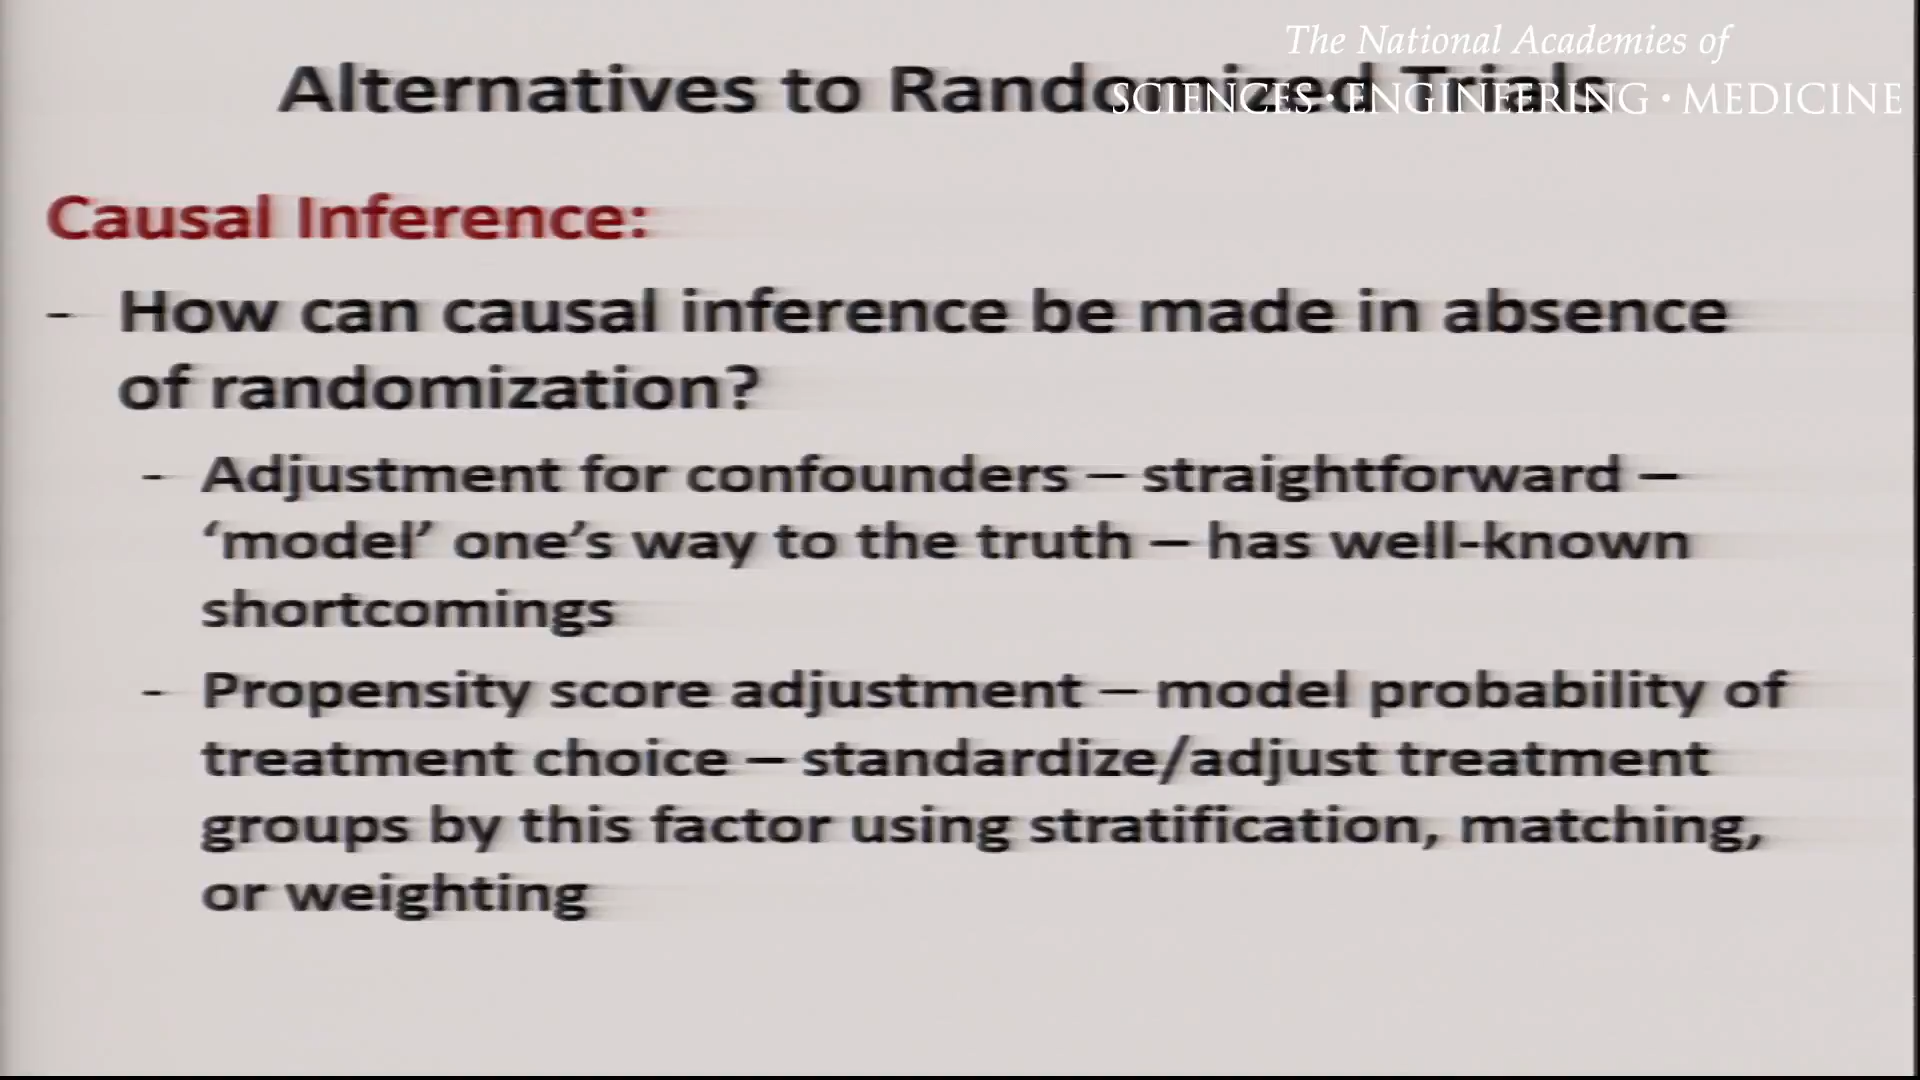 The National Academies of
SCIENCES · ENGINEERING · MEDICINE
Alternatives to Randomized Trials
Causal Inference:
- How can causal inference be made in absence
of randomization?
- Adjustment for confounders – straightforward –
‘model’ one’s way to the truth – has well-known
shortcomings
- Propensity score adjustment – model probability of
treatment choice – standardize/adjust treatment
groups by this factor using stratification, matching,
or weighting